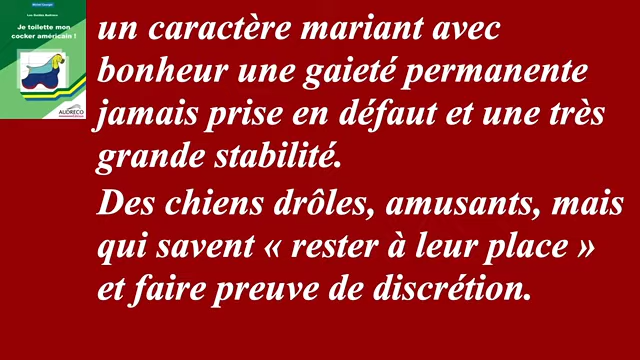 Je toilette mon
cocker américain !
AUDRECO
un caractère mariant avec
bonheur une gaieté permanente
jamais prise en défaut et une très
grande stabilité.
Des chiens drôles, amusants, mais
qui savent « rester à leur place »
et faire preuve de discrétion.